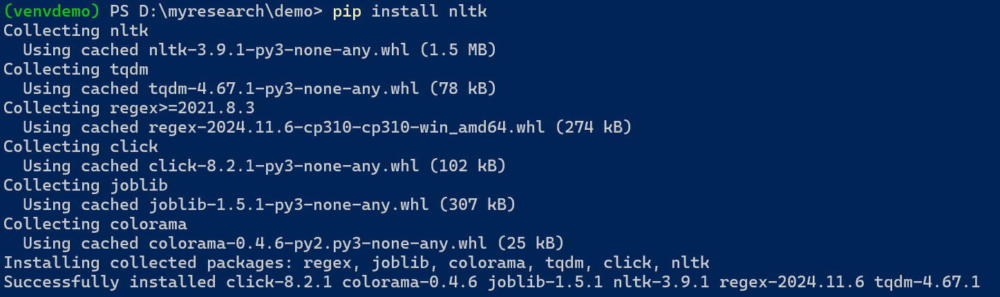 (venvdemo) PS D:\myresearch\demo> pip install nltk
Collecting nltk
  Using cached nltk-3.9.1-py3-none-any.whl (1.5 MB)
Collecting tqdm
  Using cached tqdm-4.67.1-py3-none-any.whl (78 kB)
Collecting regex>=2021.8.3
  Using cached regex-2024.11.6-cp310-cp310-win_amd64.whl (274 kB)
Collecting click
  Using cached click-8.2.1-py3-none-any.whl (102 kB)
Collecting joblib
  Using cached joblib-1.5.1-py3-none-any.whl (307 kB)
Collecting colorama
  Using cached colorama-0.4.6-py2.py3-none-any.whl (25 kB)
Installing collected packages: regex, joblib, colorama, tqdm, click, nltk
Successfully installed click-8.2.1 colorama-0.4.6 joblib-1.5.1 nltk-3.9.1 regex-2024.11.6 tqdm-4.67.1